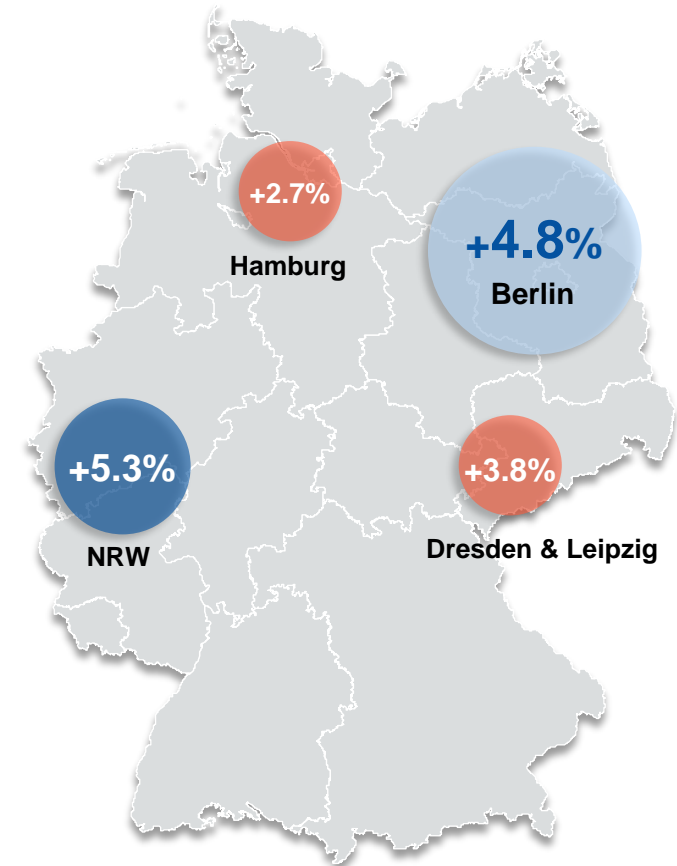 +2.7%
Hamburg
+4.8%
Berlin
+5.3%
NRW
+3.8%
Dresden & Leipzig